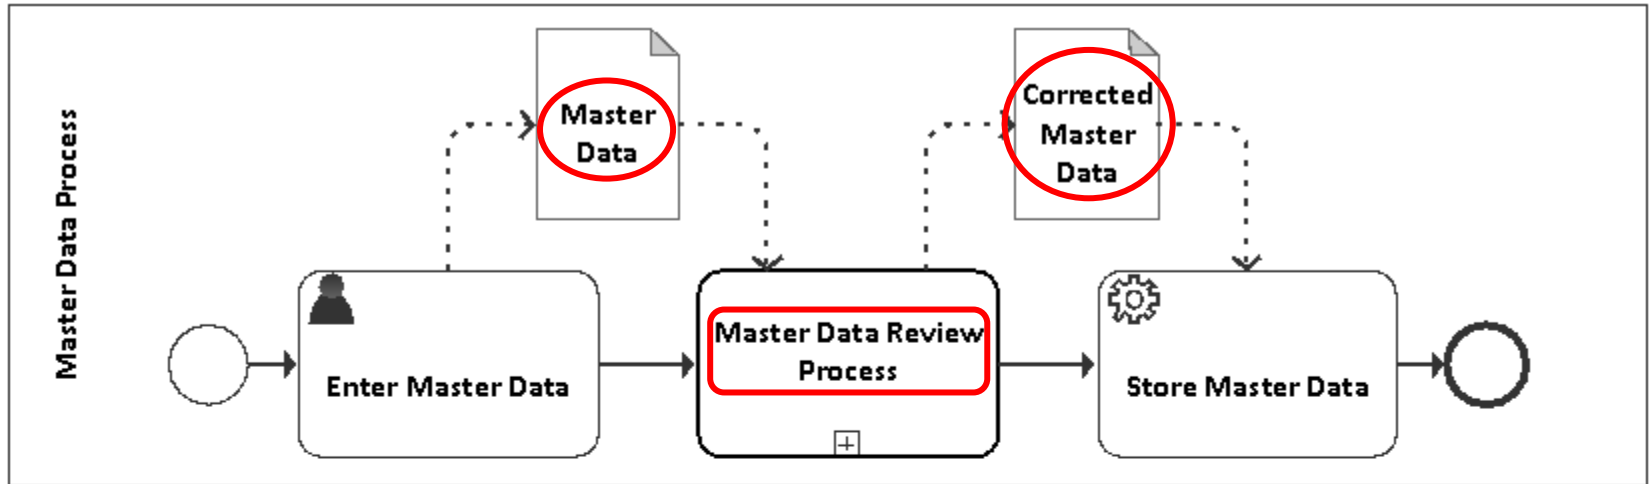 Master Data Process
Master
Data
Corrected
Master
Data
Enter Master Data
Master Data Review
Process
Store Master Data